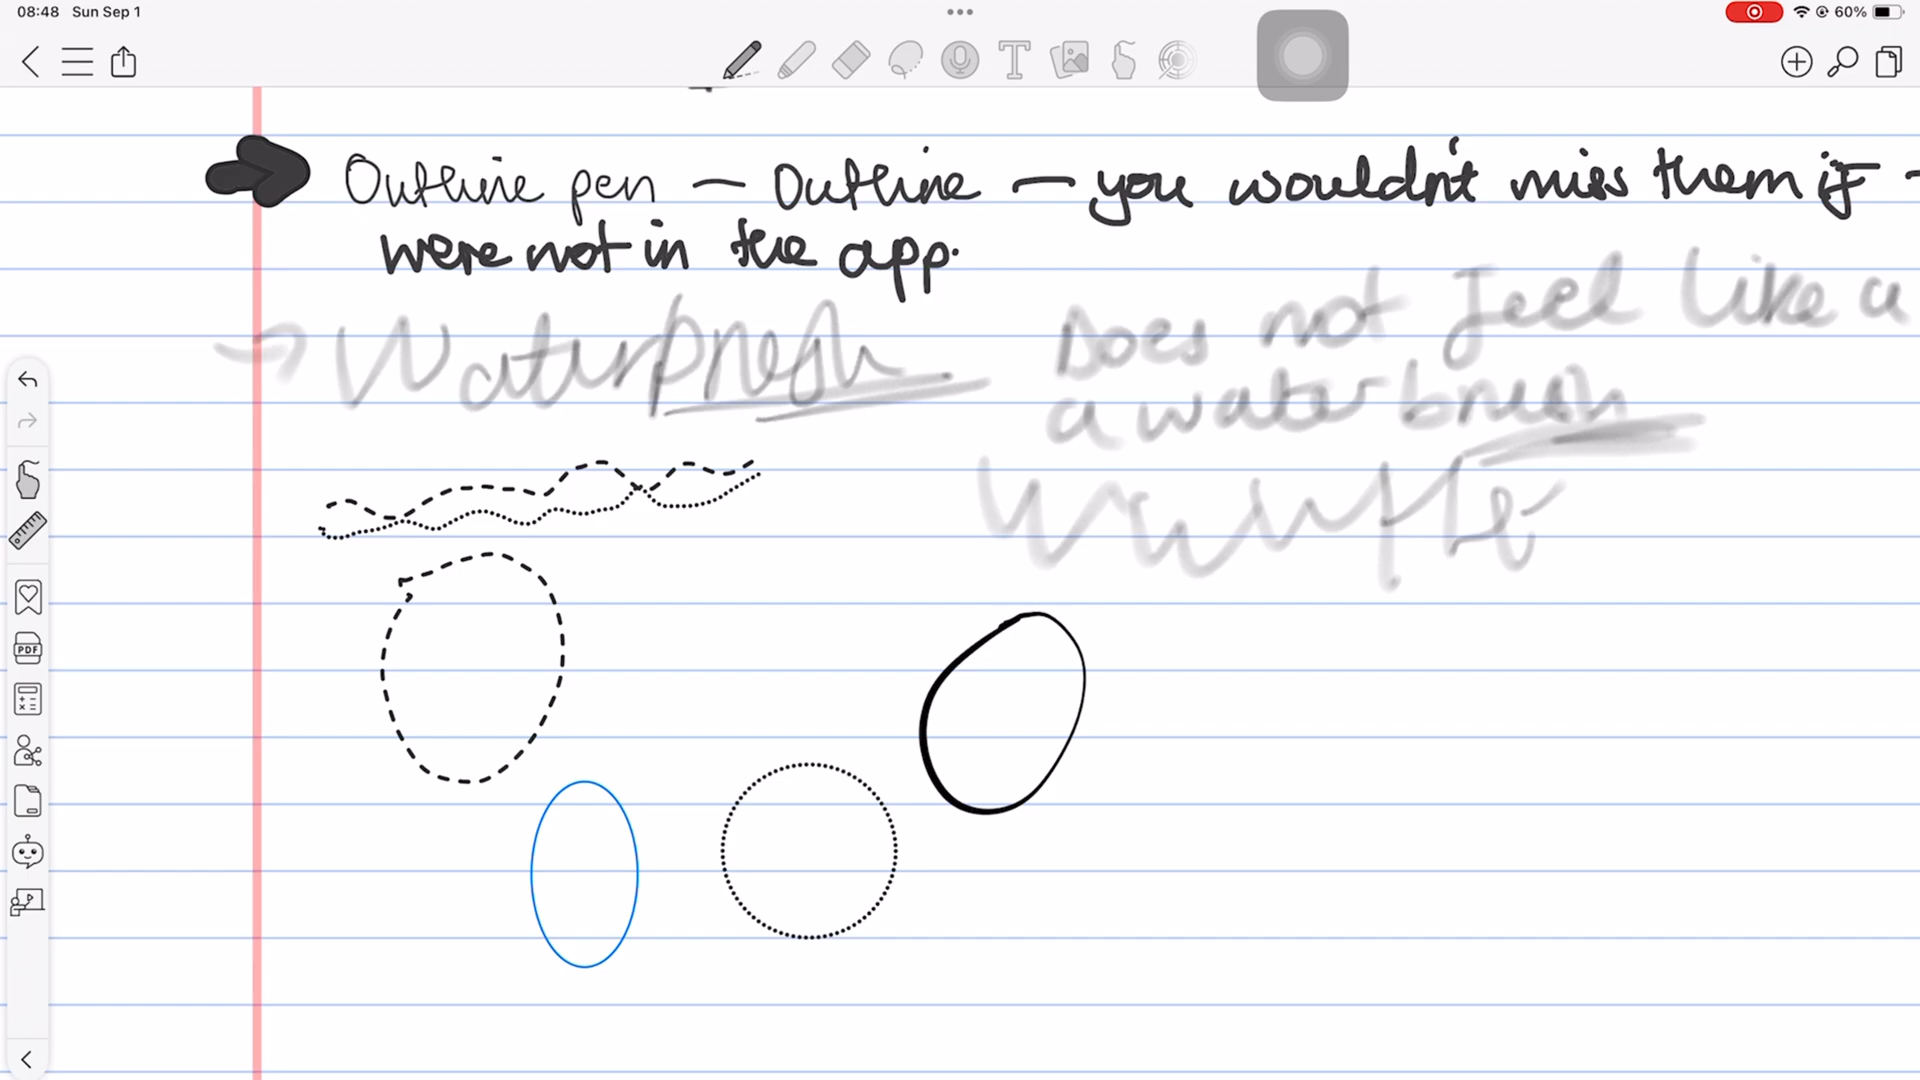 08:48 Sun Sep 1
60%
T
Outline pen — Outline — you wouldn't miss them if
were not in the app.
Does not feel like a
→ Waterbrush
a water brush
PDF